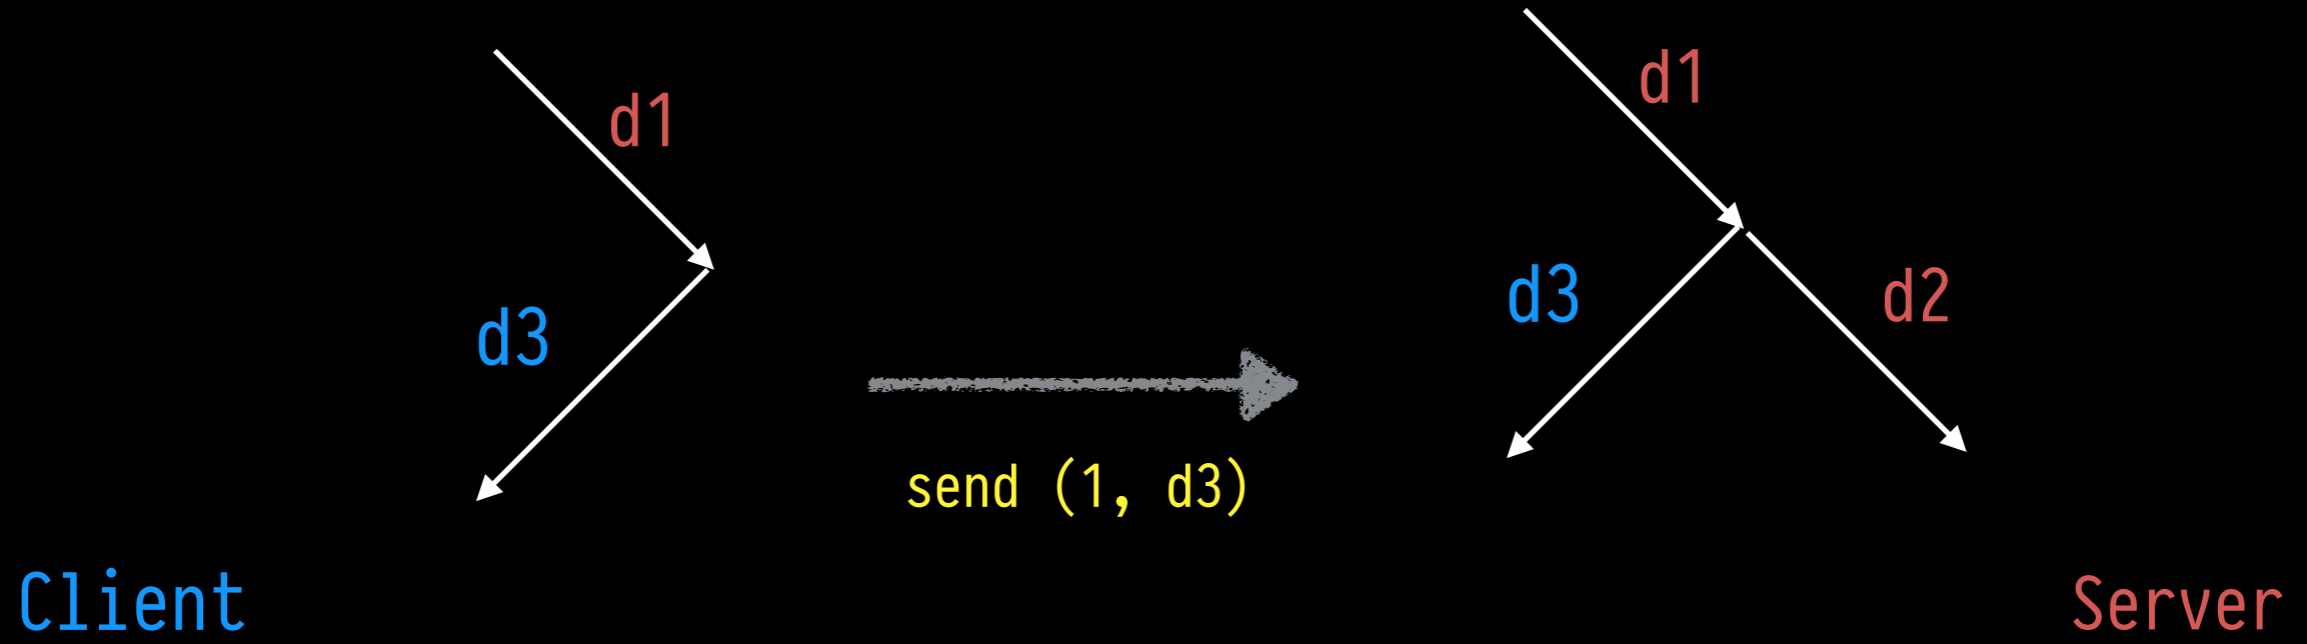 d1
d3
send (1, d3)
d1
d3
d2
Client
Server